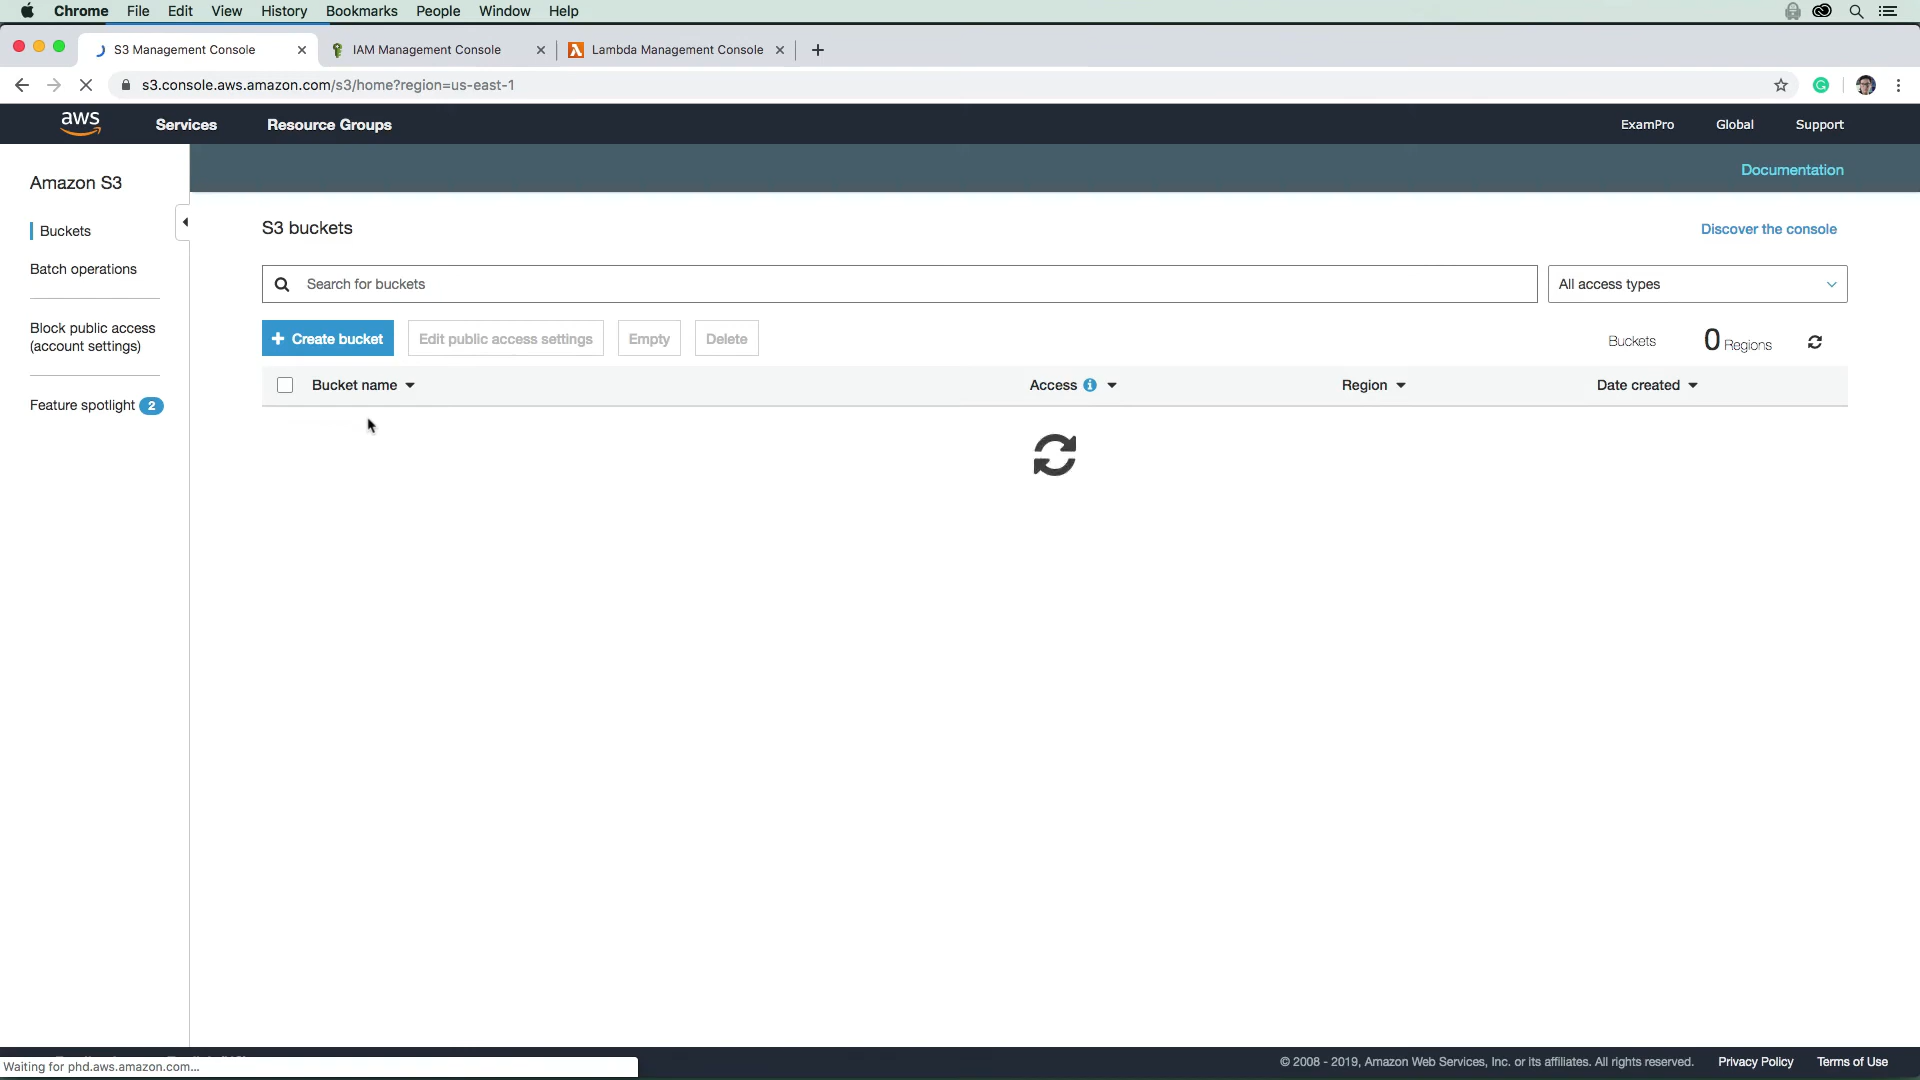 Chrome File Edit View History Bookmarks People Window Help
S3 Management Console
IAM Management Console
Lambda Management Console
s3.console.aws.amazon.com/s3/home?region=us-east-1
aws
Services
Resource Groups
ExamPro
Global
Support
Documentation
Amazon S3
Buckets
Batch operations
Block public access
(account settings)
Feature spotlight 2
S3 buckets
Discover the console
Search for buckets
All access types
Create bucket
Edit public access settings
Empty
Delete
Buckets
0 Regions
Bucket name
Access
Region
Date created
Waiting for phd.aws.amazon.com...
© 2008 - 2019, Amazon Web Services, Inc. or its affiliates. All rights reserved.
Privacy Policy
Terms of Use